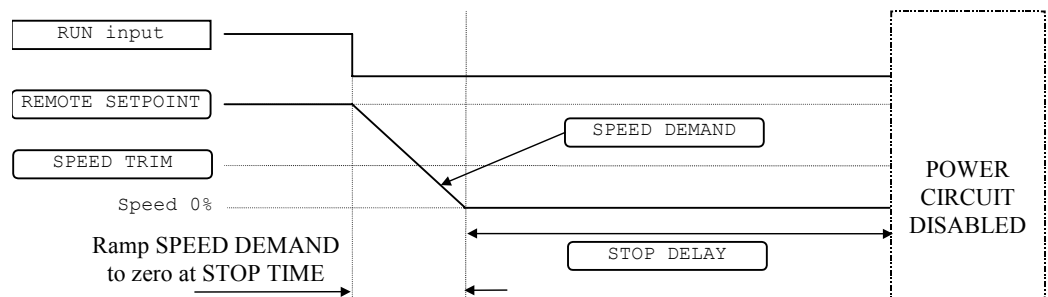 RUN input
REMOTE SETPOINT
SPEED DEMAND
SPEED TRIM
Speed 0%
POWER
CIRCUIT
DISABLED
Ramp SPEED DEMAND
to zero at STOP TIME
STOP DELAY